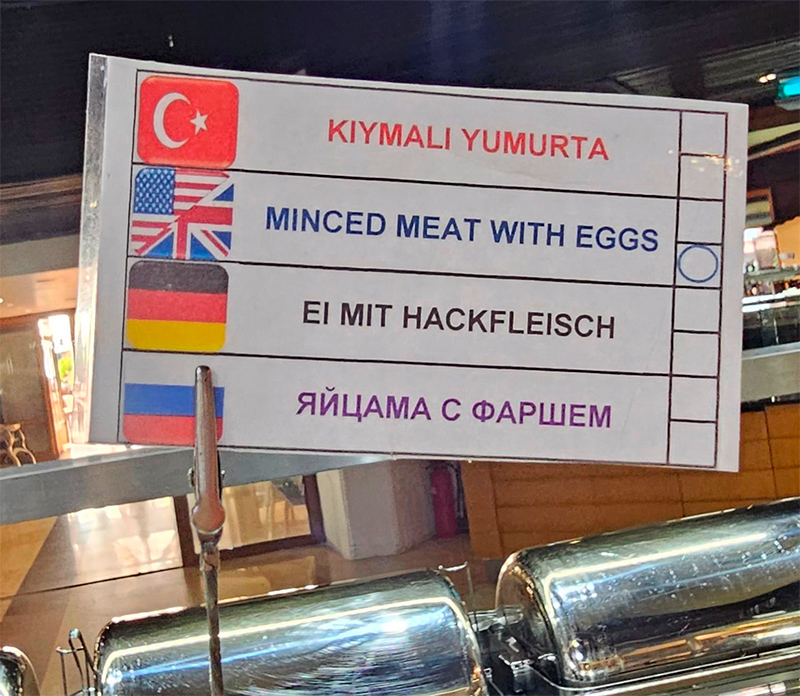 KIYMALI YUMURTA
MINCED MEAT WITH EGGS
EI MIT HACKFLEISCH
ЯЙЦАМА С ФАРШЕМ